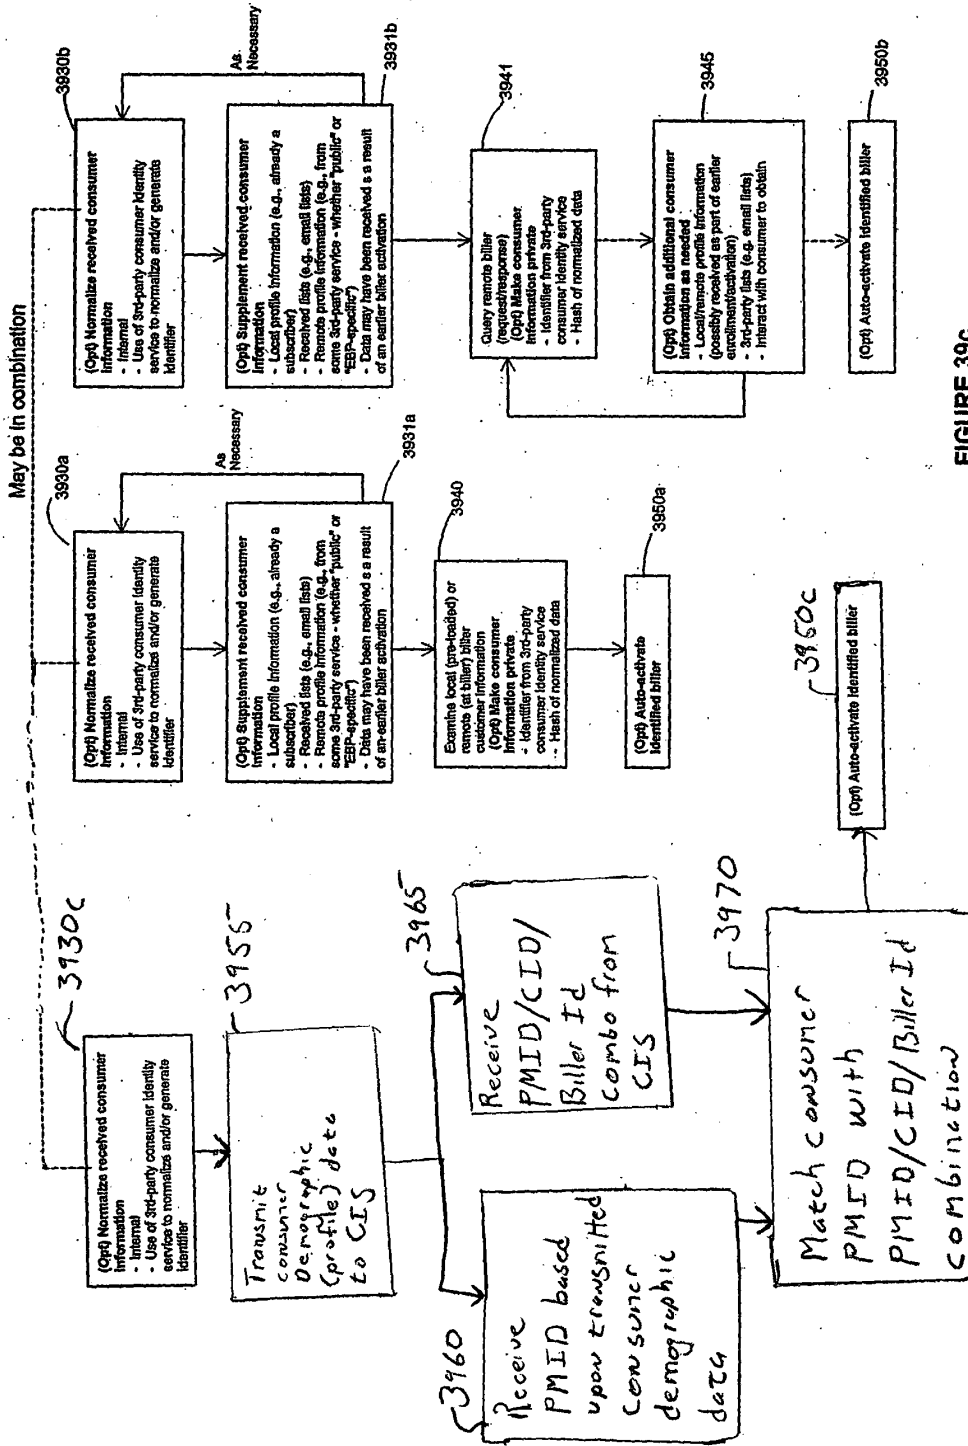 May be in combination
3930c
(Opt) Normalize received consumer
Information
- Internal
- Use of 3rd-party consumer identity
service to normalize and/or generate
identifier
3955
Transmit
consumer
Demographic
(profile) data
to CIS
3960
Receive
PMID based
upon transmitted
consumer
demographic
data
3965
Receive
PMID/CID/
Biller Id
combo from
CIS
3970
Match consumer
PMID with
PMID/CID/Biller Id
combination
3950c
(Opt) Auto-activate identified biller
3930a
(Opt) Normalize received consumer
Information
- Internal
- Use of 3rd-party consumer identity
service to normalize and/or generate
identifier
As
Necessary
3931a
(Opt) Supplement received consumer
Information
- Local profile information (e.g., already a
subscriber)
- Received lists (e.g., email lists)
- Remote profile information (e.g., from
some 3rd-party service - whether "public" or
"EBP-specific")
- Data may have been received s a result
of an earlier biller activation
3940
Examine local (pre-loaded) or
remote (at biller) biller
customer information
(Opt) Make consumer
information private
- Identifier from 3rd-party
consumer identity service
- Hash of normalized data
3950a
(Opt) Auto-activate
identified biller
3930b
(Opt) Normalize received consumer
Information
- Internal
- Use of 3rd-party consumer identity
service to normalize and/or generate
identifier
As
Necessary
3931b
(Opt) Supplement received consumer
Information
- Local profile information (e.g., already a
subscriber)
- Received lists (e.g., email lists)
- Remote profile information (e.g., from
some 3rd-party service - whether "public" or
"EBP-specific")
- Data may have been received s a result
of an earlier biller activation
3941
Query remote biller
(request/response)
(Opt) Make consumer
information private
- Identifier from 3rd-party
consumer identity service
- Hash of normalized data
3945
(Opt) Obtain additional consumer
information as needed
- Local/remote profile information
(possibly received as part of earlier
enrollment/activation)
- 3rd-party lists (e.g. email lists)
- Interact with consumer to obtain
3950b
(Opt) Auto-activate identified biller
FIGURE 39c